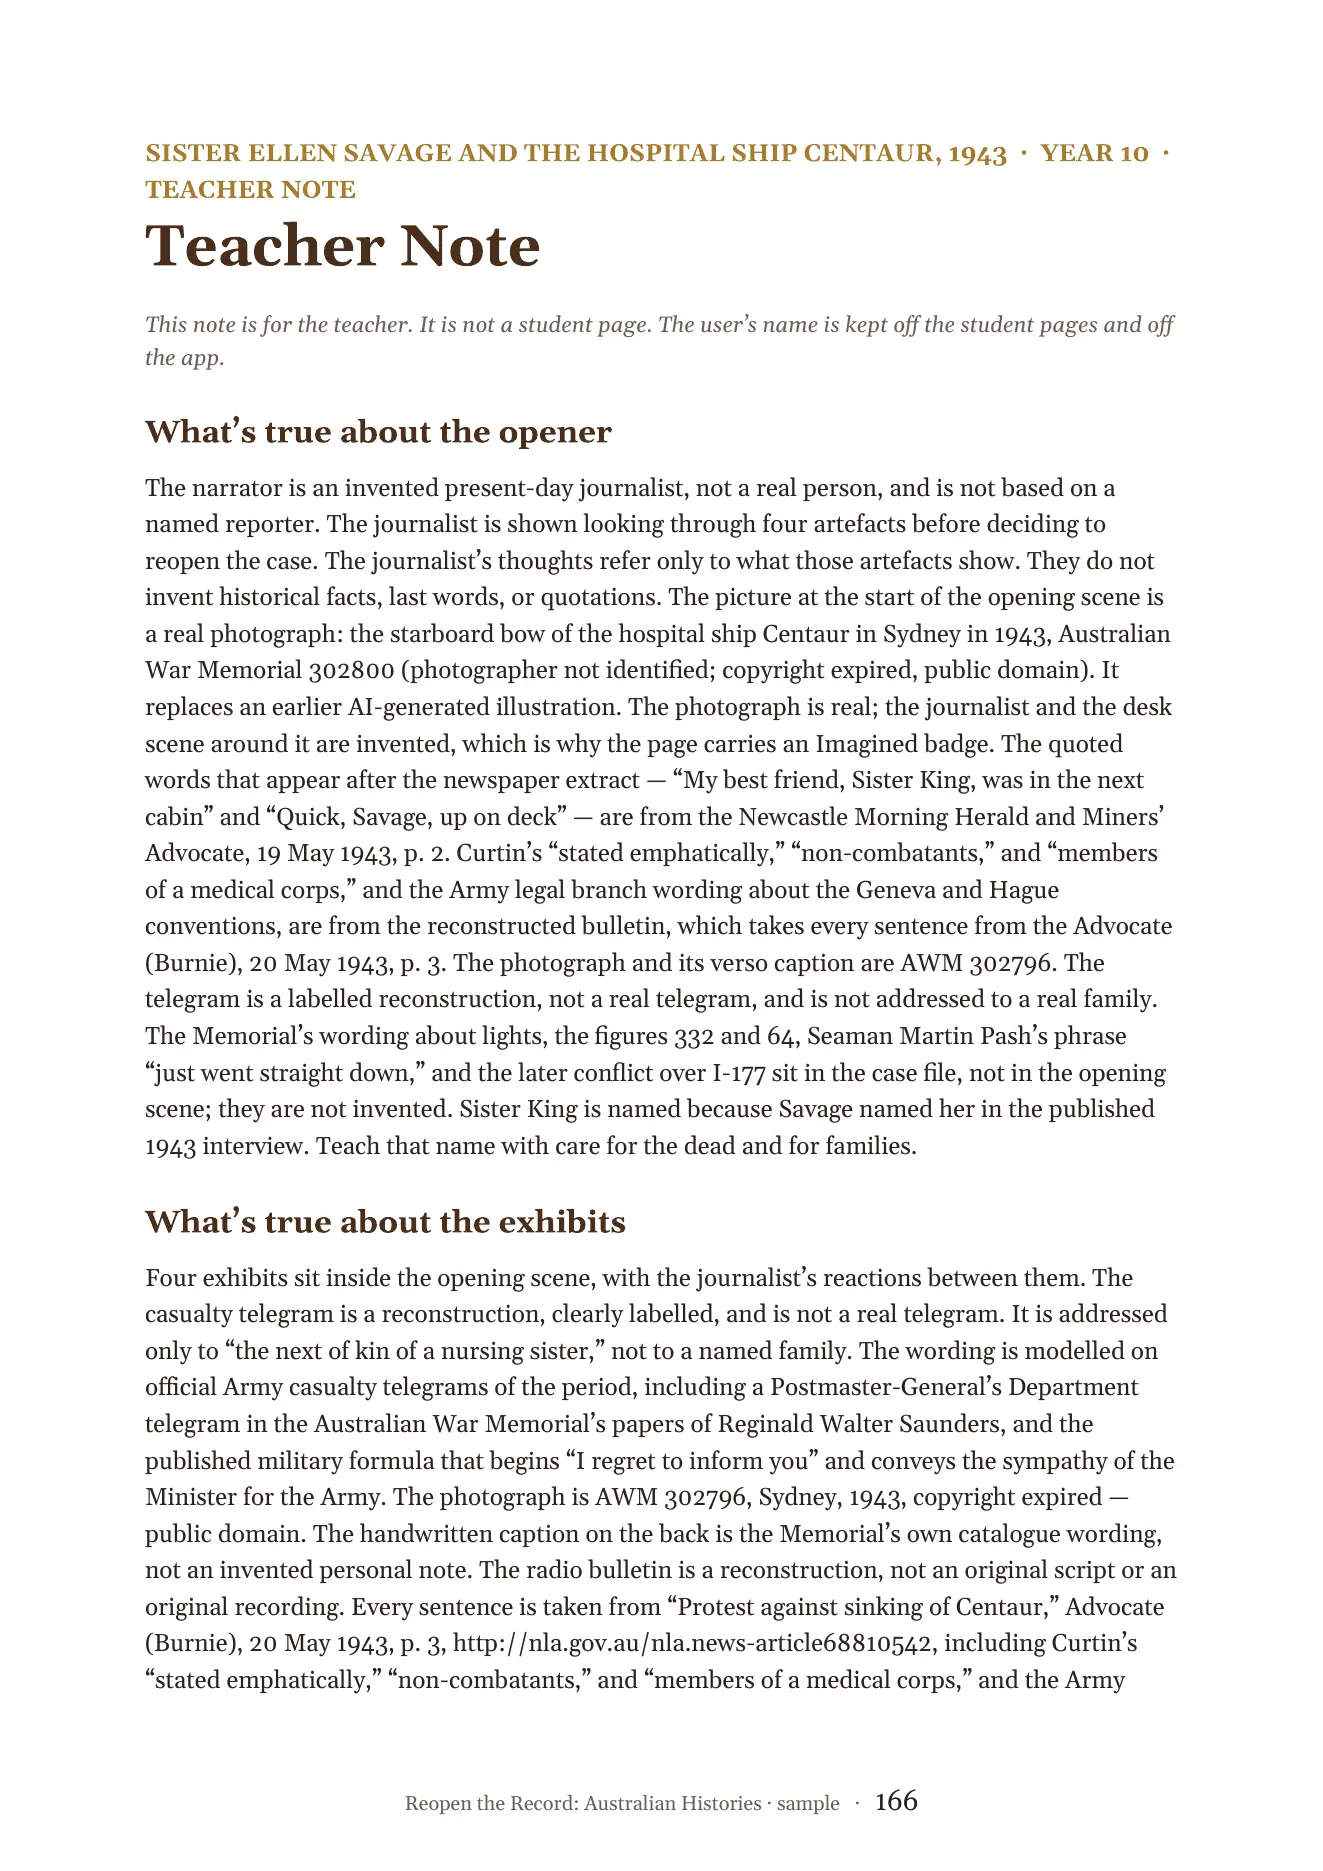 SISTER ELLEN SAVAGE AND THE HOSPITAL SHIP CENTAUR, 1943 · YEAR 10 ·
TEACHER NOTE
Teacher Note
This note is for the teacher. It is not a student page. The user’s name is kept off the student pages and off
the app.
What’s true about the opener
The narrator is an invented present-day journalist, not a real person, and is not based on a
named reporter. The journalist is shown looking through four artefacts before deciding to
reopen the case. The journalist’s thoughts refer only to what those artefacts show. They do not
invent historical facts, last words, or quotations. The picture at the start of the opening scene is
a real photograph: the starboard bow of the hospital ship Centaur in Sydney in 1943, Australian
War Memorial 302800 (photographer not identified; copyright expired, public domain). It
replaces an earlier AI-generated illustration. The photograph is real; the journalist and the desk
scene around it are invented, which is why the page carries an Imagined badge. The quoted
words that appear after the newspaper extract — “My best friend, Sister King, was in the next
cabin” and “Quick, Savage, up on deck” — are from the Newcastle Morning Herald and Miners’
Advocate, 19 May 1943, p. 2. Curtin’s “stated emphatically,” “non-combatants,” and “members
of a medical corps,” and the Army legal branch wording about the Geneva and Hague
conventions, are from the reconstructed bulletin, which takes every sentence from the Advocate
(Burnie), 20 May 1943, p. 3. The photograph and its verso caption are AWM 302796. The
telegram is a labelled reconstruction, not a real telegram, and is not addressed to a real family.
The Memorial’s wording about lights, the figures 332 and 64, Seaman Martin Pash’s phrase
“just went straight down,” and the later conflict over I-177 sit in the case file, not in the opening
scene; they are not invented. Sister King is named because Savage named her in the published
1943 interview. Teach that name with care for the dead and for families.
What’s true about the exhibits
Four exhibits sit inside the opening scene, with the journalist’s reactions between them. The
casualty telegram is a reconstruction, clearly labelled, and is not a real telegram. It is addressed
only to “the next of kin of a nursing sister,” not to a named family. The wording is modelled on
official Army casualty telegrams of the period, including a Postmaster-General’s Department
telegram in the Australian War Memorial’s papers of Reginald Walter Saunders, and the
published military formula that begins “I regret to inform you” and conveys the sympathy of the
Minister for the Army. The photograph is AWM 302796, Sydney, 1943, copyright expired —
public domain. The handwritten caption on the back is the Memorial’s own catalogue wording,
not an invented personal note. The radio bulletin is a reconstruction, not an original script or an
original recording. Every sentence is taken from “Protest against sinking of Centaur,” Advocate
(Burnie), 20 May 1943, p. 3, http://nla.gov.au/nla.news-article68810542, including Curtin’s
“stated emphatically,” “non-combatants,” and “members of a medical corps,” and the Army
Reopen the Record: Australian Histories · sample · 166